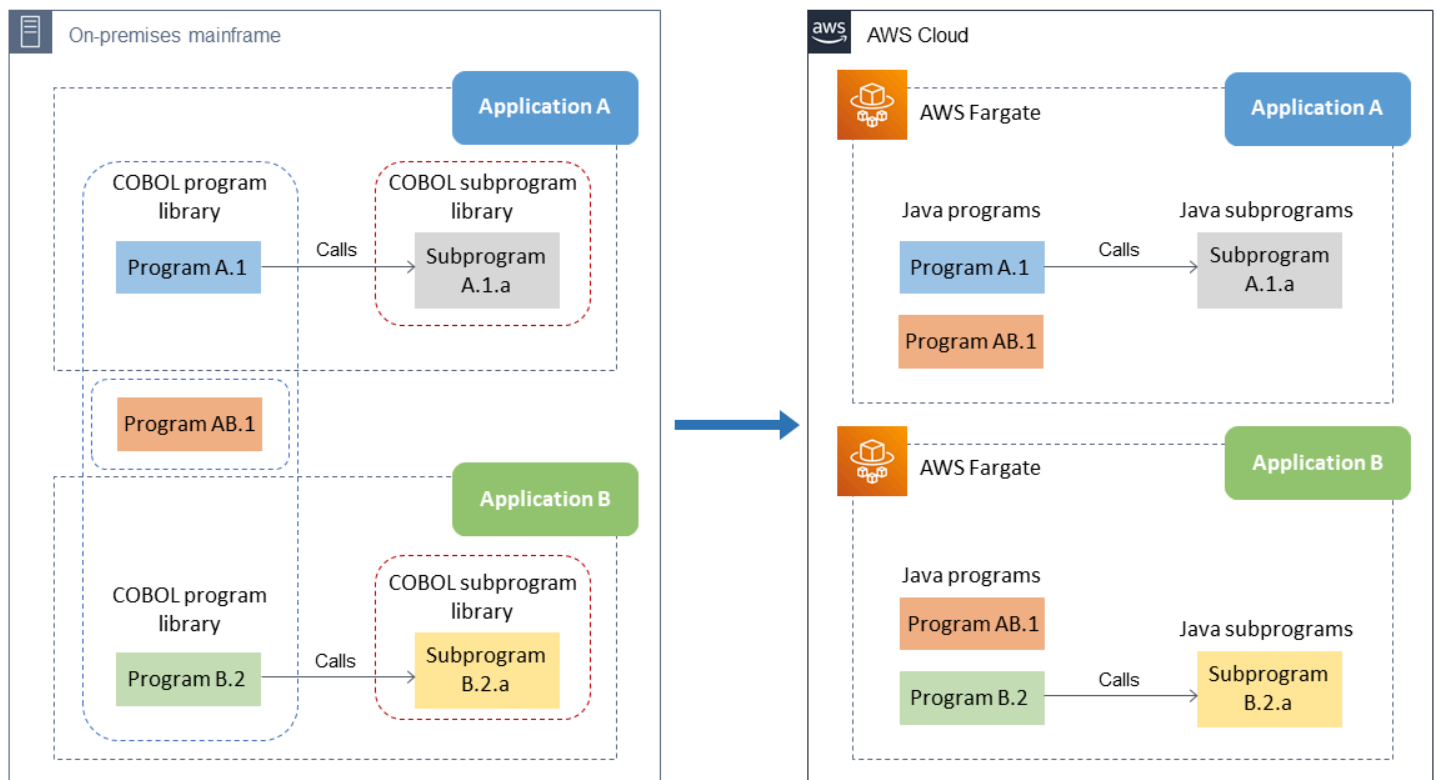 On-premises mainframe
Application A
COBOL program
library
COBOL subprogram
library
Program A.1
Calls
Subprogram
A.1.a
Program AB.1
Application B
COBOL program
library
COBOL subprogram
library
Program B.2
Calls
Subprogram
B.2.a
aws
AWS Cloud
AWS Fargate
Application A
Java programs
Java subprograms
Program A.1
Calls
Subprogram
A.1.a
Program AB.1
AWS Fargate
Application B
Java programs
Program AB.1
Java subprograms
Program B.2
Calls
Subprogram
B.2.a